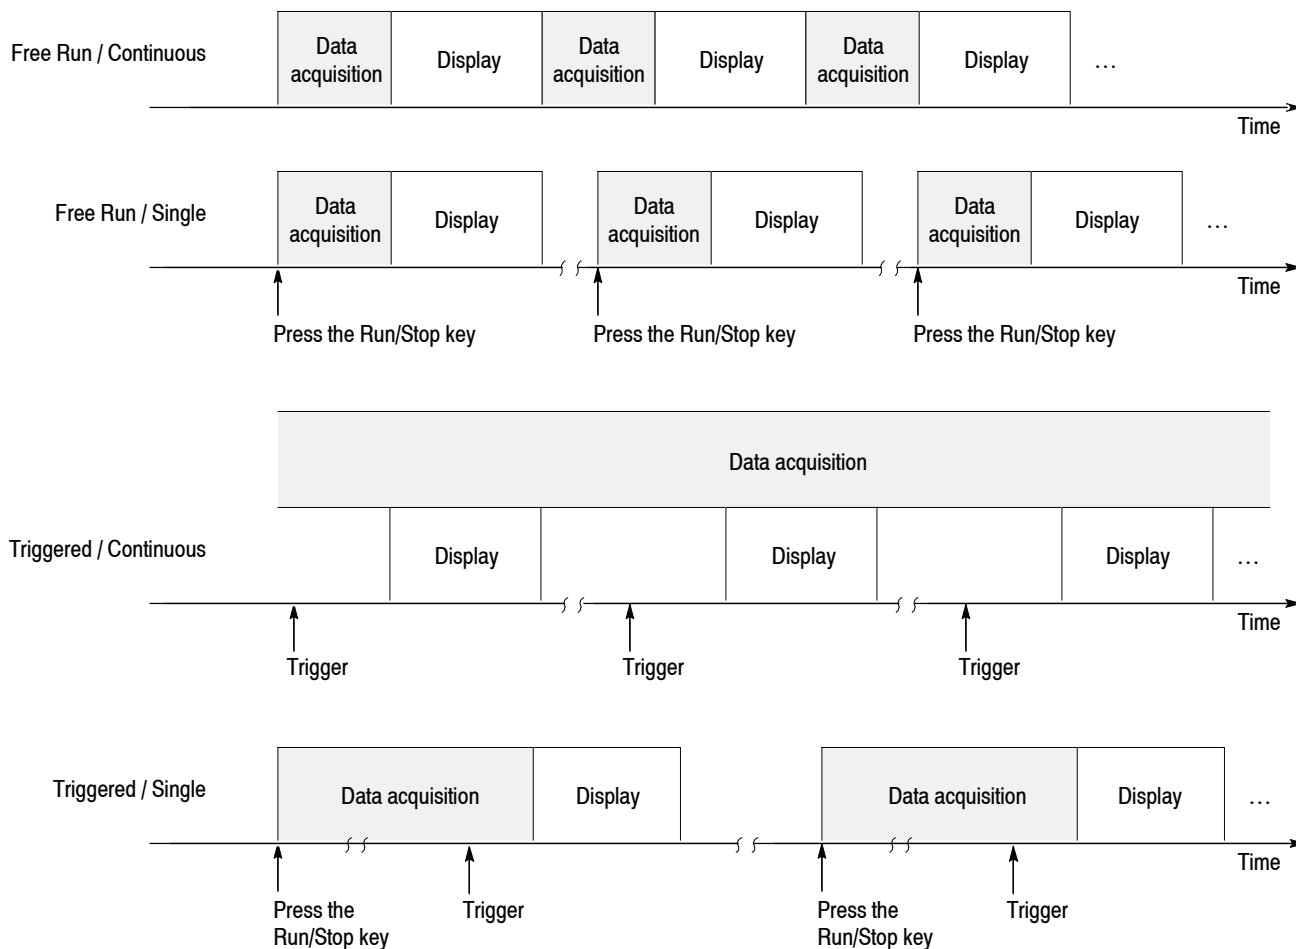 Free Run / Continuous
Data
acquisition
Display
Data
acquisition
Display
Data
acquisition
Display
…
Time
Free Run / Single
Data
acquisition
Display
Data
acquisition
Display
Data
acquisition
Display
…
Time
Press the Run/Stop key
Press the Run/Stop key
Press the Run/Stop key
Data acquisition
Triggered / Continuous
Display
Display
Display
…
Time
Trigger
Trigger
Trigger
Triggered / Single
Data acquisition
Display
Data acquisition
Display
…
Time
Press the
Run/Stop key
Trigger
Press the
Run/Stop key
Trigger